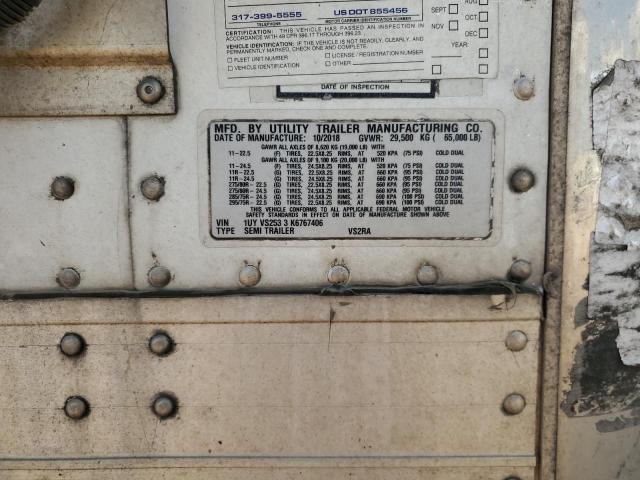 317-399-5555 US DOT 855456
TELEPHONE MOTOR CARRIER IDENTIFICATION NUMBER
CERTIFICATION: THIS VEHICLE HAS PASSED AN INSPECTION IN
ACCORDANCE WITH 49 CFR 396.17 THROUGH 396.23.
VEHICLE IDENTIFICATION: IF THE VEHICLE IS NOT READILY, CLEARLY, AND
PERMANENTLY MARKED, CHECK ONE AND COMPLETE.
FLEET UNIT NUMBER LICENSE / REGISTRATION NUMBER
VEHICLE IDENTIFICATION OTHER
AUG
SEPT OCT
NOV DEC
YEAR:
DATE OF INSPECTION
MFD. BY UTILITY TRAILER MANUFACTURING CO.
DATE OF MANUFACTURE: 10/2018 GVWR: 29,500 KG ( 65,000 LB)
GAWR ALL AXLES OF 8,620 KG (19,000 LB) WITH
11-22.5 (F) TIRES, 22.5X8.25 RIMS, AT 520 KPA (75 PSI) COLD DUAL
GAWR ALL AXLES OF 9,100 KG (20,000 LB) WITH
11-24.5 (F) TIRES, 24.5X8.25 RIMS, AT 520 KPA (75 PSI) COLD DUAL
11R-22.5 (G) TIRES, 22.5X8.25 RIMS, AT 660 KPA (95 PSI) COLD DUAL
11R-24.5 (G) TIRES, 24.5X8.25 RIMS, AT 660 KPA (95 PSI) COLD DUAL
275/80R - 22.5 (G) TIRES, 22.5X8.25 RIMS, AT 660 KPA (95 PSI) COLD DUAL
275/80R - 24.5 (G) TIRES, 24.5X8.25 RIMS, AT 660 KPA (95 PSI) COLD DUAL
285/75R - 24.5 (G) TIRES, 24.5X8.25 RIMS, AT 690 KPA (100 PSI) COLD DUAL
295/75R - 22.5 (G) TIRES, 22.5X8.25 RIMS, AT 690 KPA (100 PSI) COLD DUAL
THIS VEHICLE CONFORMS TO ALL APPLICABLE FEDERAL MOTOR VEHICLE
SAFETY STANDARDS IN EFFECT ON THE DATE OF MANUFACTURE SHOWN ABOVE.
VIN 1UY VS253 3 K6767406
TYPE SEMI TRAILER VS2RA